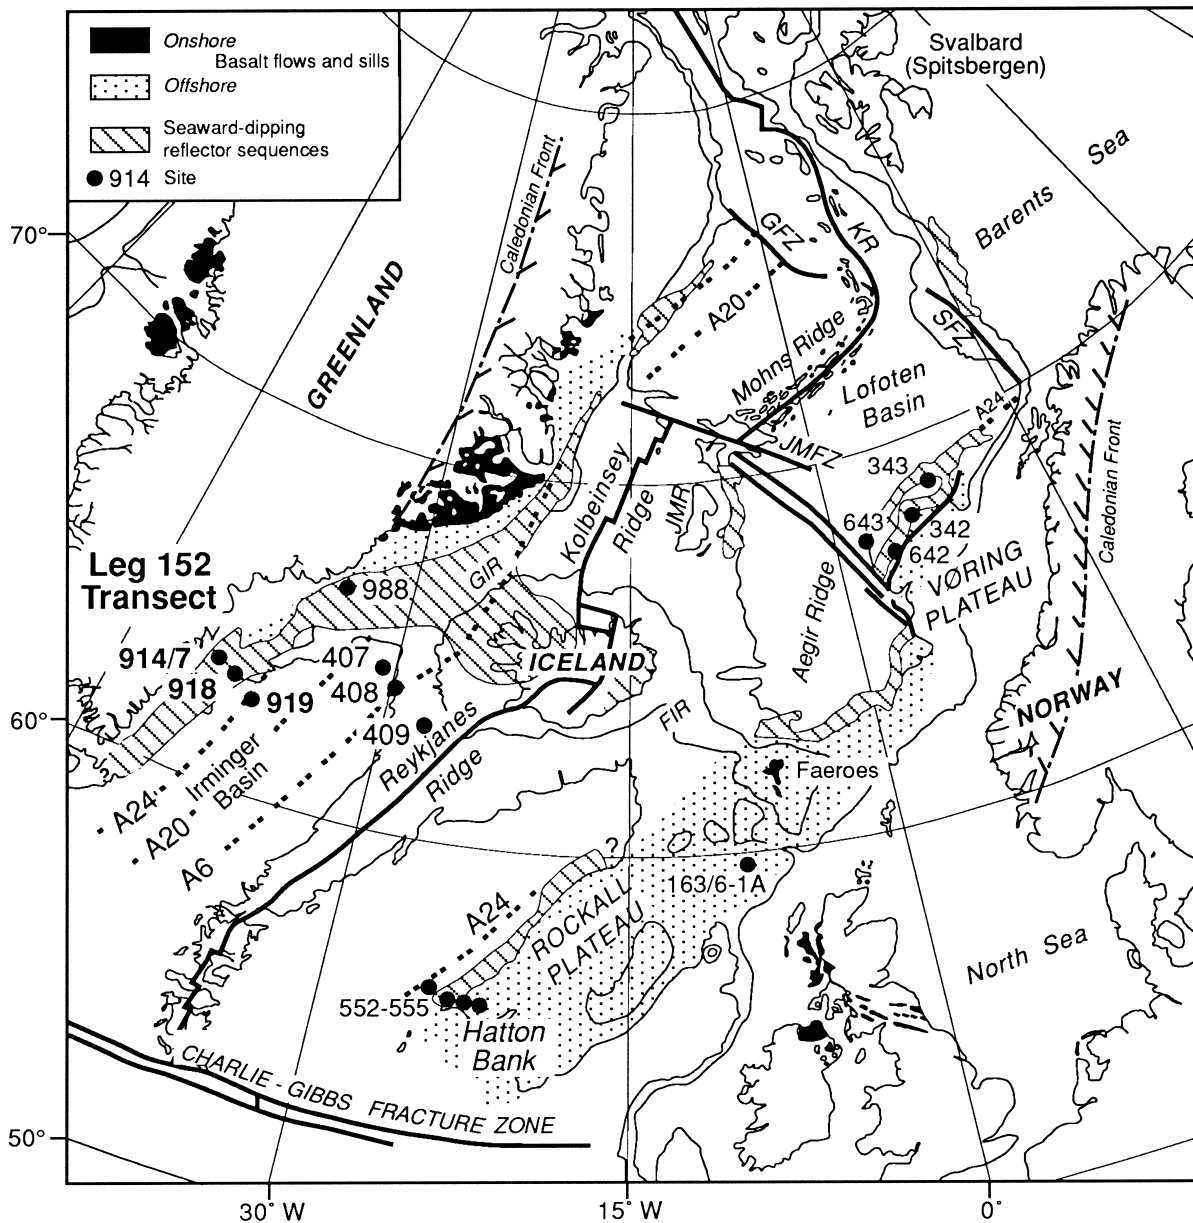 Onshore
Basalt flows and sills
Offshore
Seaward-dipping
reflector sequences
914 Site
Svalbard
(Spitsbergen)
Barents Sea
Caledonian Front
GREENLAND
70°
GFZ
KR
A20
SFZ
Mohns Ridge
Lofoten
Basin
A24
JMFZ
Caledonian Front
343
643
342
642
VØRING
PLATEAU
Kolbeinsey
Ridge
JMR
Aegir Ridge
GIR
Leg 152
Transect
988
914/7
918
919
407
408
409
ICELAND
60°
NORWAY
FIR
Reykjanes
Ridge
Irminger
Basin
A24
A20
A6
Faeroes
?
163/6-1A
A24
ROCKALL
PLATEAU
North Sea
552-555
Hatton
Bank
CHARLIE-GIBBS FRACTURE ZONE
50°
30° W
15° W
0°